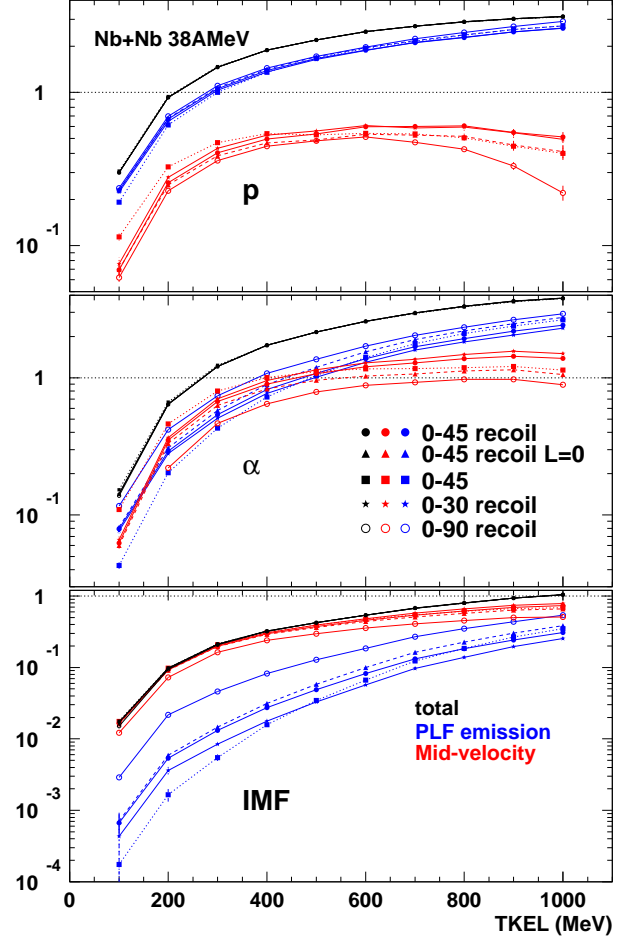 Nb+Nb 38AMeV
1
10^-1
p
1
10^-1
α
0-45 recoil
0-45 recoil L=0
0-45
0-30 recoil
0-90 recoil
1
10^-1
10^-2
10^-3
10^-4
total
PLF emission
Mid-velocity
IMF
0 200 400 600 800 1000
TKEL (MeV)